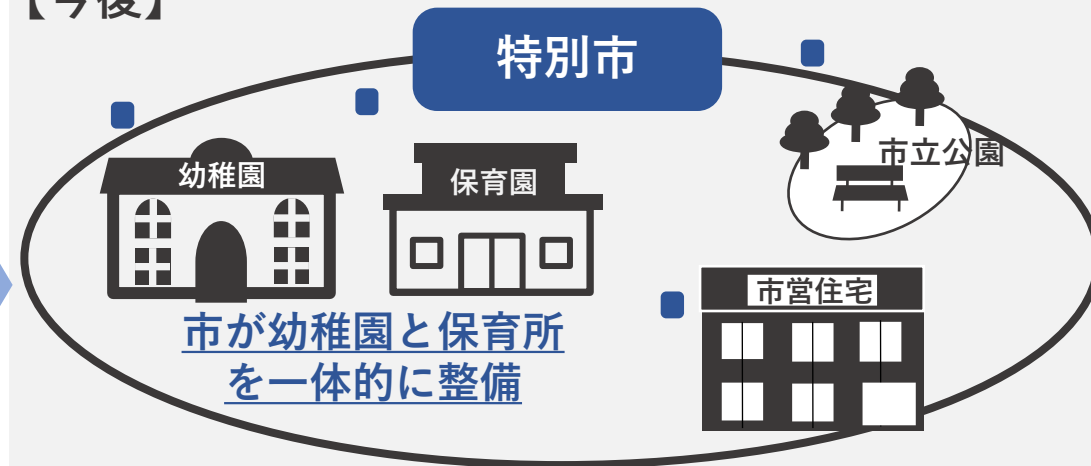 【今後】
特別市
幼稚園
保育園
市立公園
市営住宅
市が幼稚園と保育所
を一体的に整備